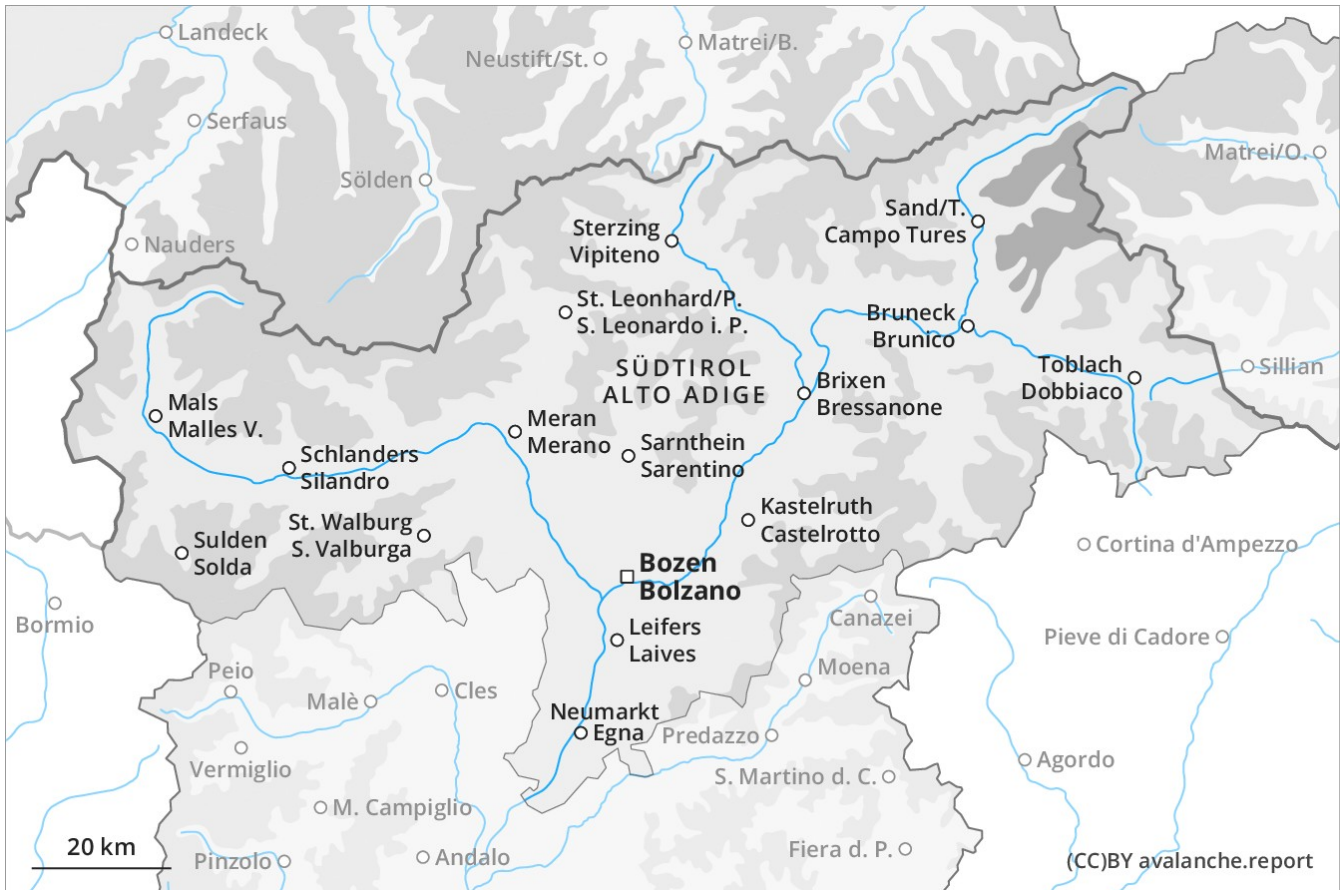 Landeck
Matrei/B.
Neustift/St.
Serfaus
Matrei/O.
Sölden
Sand/T.
Campo Tures
Sterzing
Vipiteno
Nauders
St. Leonhard/P.
S. Leonardo i. P.
Bruneck
Brunico
SÜDTIROL
ALTO ADIGE
Toblach
Dobbiaco
Sillian
Brixen
Bressanone
Mals
Malles V.
Meran
Merano
Sarnthein
Sarentino
Schlanders
Silandro
Kastelruth
Castelrotto
St. Walburg
S. Valburga
Sulden
Solda
Cortina d'Ampezzo
Bozen
Bolzano
Bormio
Canazei
Leifers
Laives
Pieve di Cadore
Peio
Moena
Malè
Cles
Neumarkt
Egna
Predazzo
Vermiglio
Agordo
S. Martino d. C.
M. Campiglio
20 km
Pinzolo
Andalo
Fiera d. P.
(CC)BY avalanche.report